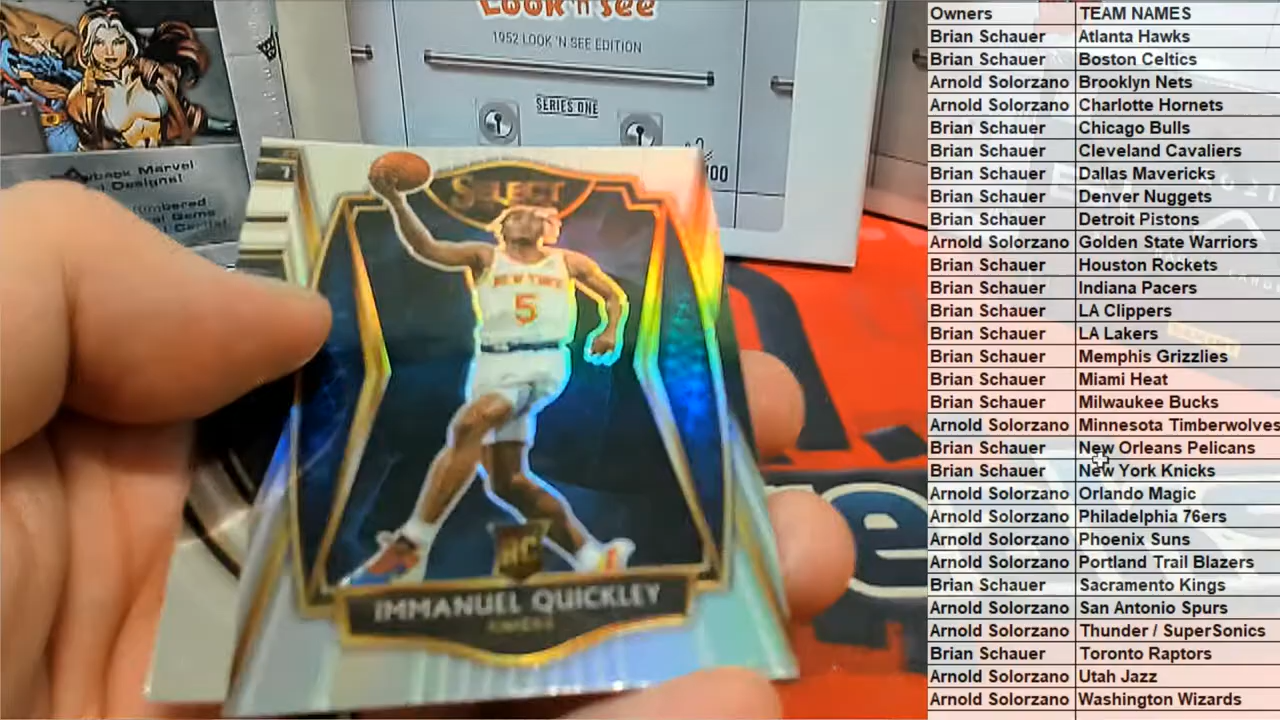 LOOK 'n SEE
1952 LOOK 'N SEE EDITION
SERIES ONE
Marvel
Designs!
SELECT
NEW YORK
5
RC
IMMANUEL QUICKLEY
KNICKS
Owners TEAM NAMES
Brian Schauer Atlanta Hawks
Brian Schauer Boston Celtics
Arnold Solorzano Brooklyn Nets
Arnold Solorzano Charlotte Hornets
Brian Schauer Chicago Bulls
Brian Schauer Cleveland Cavaliers
Brian Schauer Dallas Mavericks
Brian Schauer Denver Nuggets
Brian Schauer Detroit Pistons
Arnold Solorzano Golden State Warriors
Brian Schauer Houston Rockets
Brian Schauer Indiana Pacers
Brian Schauer LA Clippers
Brian Schauer LA Lakers
Brian Schauer Memphis Grizzlies
Brian Schauer Miami Heat
Brian Schauer Milwaukee Bucks
Arnold Solorzano Minnesota Timberwolves
Brian Schauer New Orleans Pelicans
Brian Schauer New York Knicks
Arnold Solorzano Orlando Magic
Arnold Solorzano Philadelphia 76ers
Arnold Solorzano Phoenix Suns
Arnold Solorzano Portland Trail Blazers
Brian Schauer Sacramento Kings
Arnold Solorzano San Antonio Spurs
Arnold Solorzano Thunder / SuperSonics
Brian Schauer Toronto Raptors
Arnold Solorzano Utah Jazz
Arnold Solorzano Washington Wizards